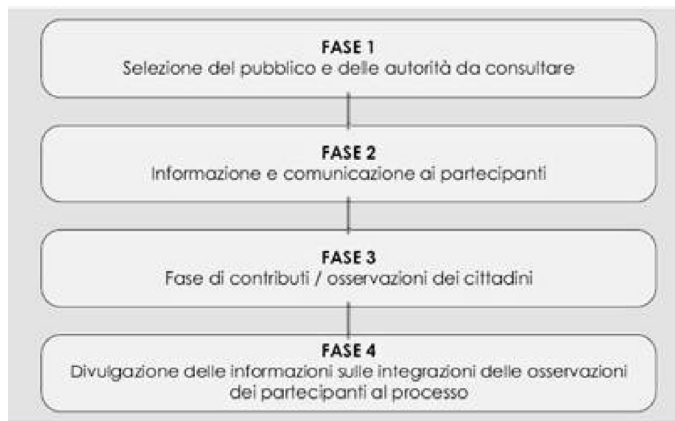 FASE 1
Selezione del pubblico e delle autorità da consultare
FASE 2
Informazione e comunicazione ai partecipanti
FASE 3
Fase di contributi / osservazioni dei cittadini
FASE 4
Divulgazione delle informazioni sulle integrazioni delle osservazioni
dei partecipanti al processo